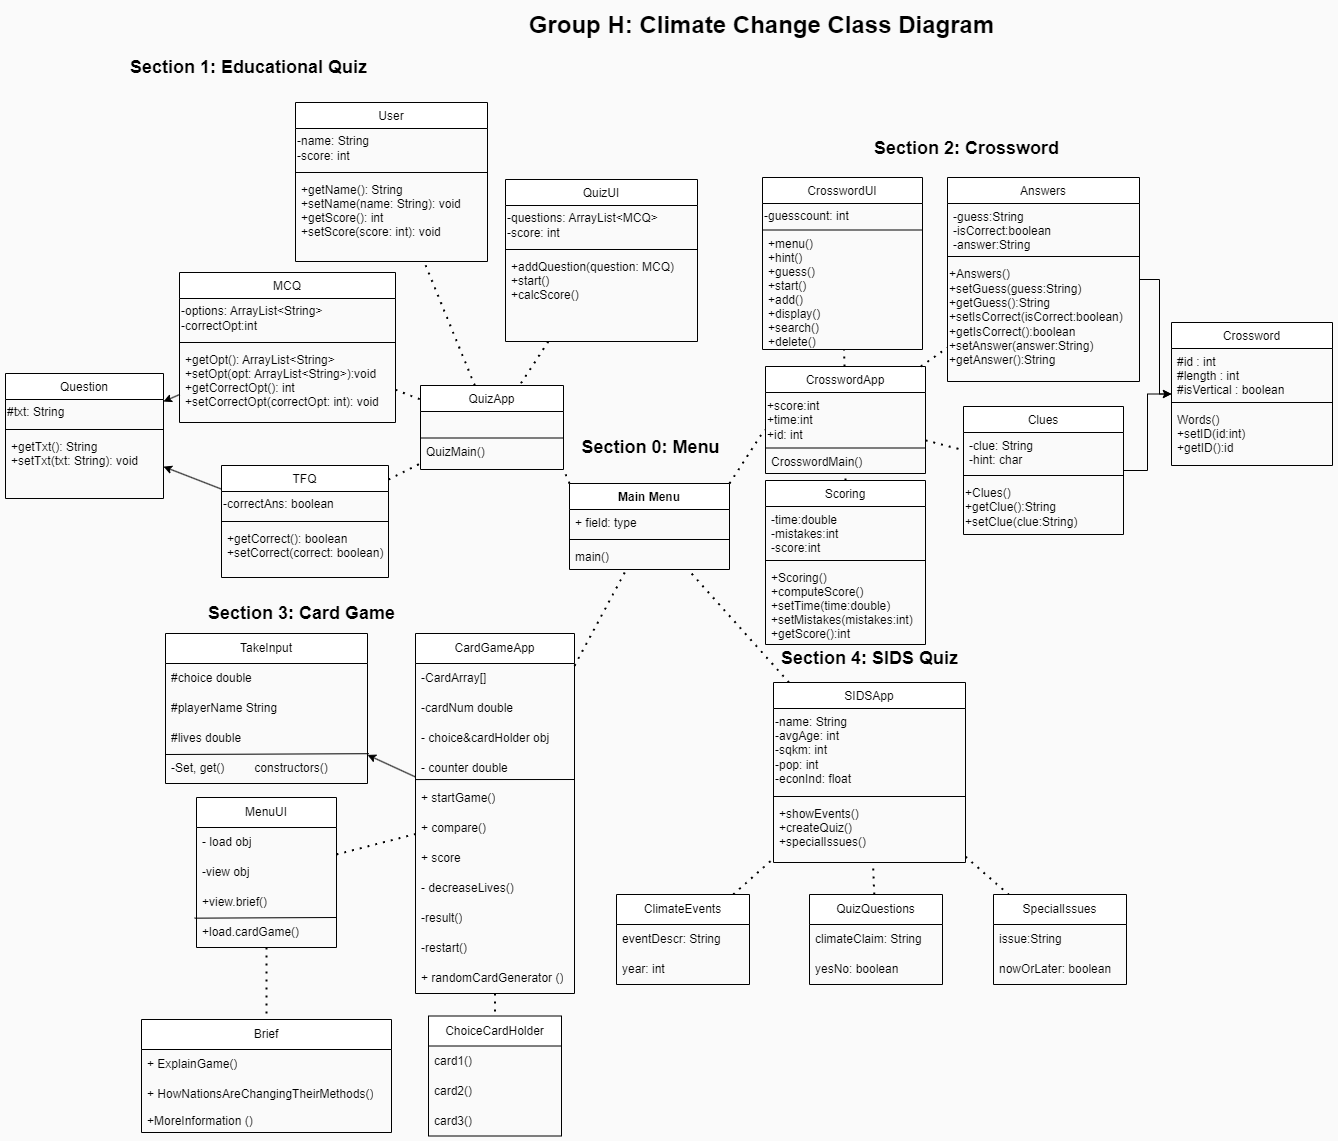 Group H: Climate Change Class Diagram
Section 1: Educational Quiz
User
-name: String
-score: int
+getName(): String
+setName(name: String): void
+getScore(): int
+setScore(score: int): void
QuizUI
-questions: ArrayList<MCQ>
-score: int
+addQuestion(question: MCQ)
+start()
+calcScore()
MCQ
-options: ArrayList<String>
-correctOpt:int
+getOpt(): ArrayList<String>
+setOpt(opt: ArrayList<String>):void
+getCorrectOpt(): int
+setCorrectOpt(correctOpt: int): void
Question
#txt: String
+getTxt(): String
+setTxt(txt: String): void
QuizApp
QuizMain()
TFQ
-correctAns: boolean
+getCorrect(): boolean
+setCorrect(correct: boolean)
Section 2: Crossword
CrosswordUI
-guesscount: int
+menu()
+hint()
+guess()
+start()
+add()
+display()
+search()
+delete()
Answers
-guess:String
-isCorrect:boolean
-answer:String
+Answers()
+setGuess(guess:String)
+getGuess():String
+setIsCorrect(isCorrect:boolean)
+getIsCorrect():boolean
+setAnswer(answer:String)
+getAnswer():String
Crossword
#id : int
#length : int
#isVertical : boolean
Words()
+setID(id:int)
+getID():id
CrosswordApp
+score:int
+time:int
+id: int
CrosswordMain()
Clues
-clue: String
-hint: char
+Clues()
+getClue():String
+setClue(clue:String)
Scoring
-time:double
-mistakes:int
-score:int
+Scoring()
+computeScore()
+setTime(time:double)
+setMistakes(mistakes:int)
+getScore():int
Section 0: Menu
Main Menu
+ field: type
main()
Section 3: Card Game
TakeInput
#choice double
#playerName String
#lives double
-Set, get() constructors()
CardGameApp
-CardArray[]
-cardNum double
- choice&cardHolder obj
- counter double
+ startGame()
+ compare()
+ score
- decreaseLives()
-result()
-restart()
+ randomCardGenerator ()
MenuUI
- load obj
-view obj
+view.brief()
+load.cardGame()
Brief
+ ExplainGame()
+ HowNationsAreChangingTheirMethods()
+MoreInformation ()
ChoiceCardHolder
card1()
card2()
card3()
Section 4: SIDS Quiz
SIDSApp
-name: String
-avgAge: int
-sqkm: int
-pop: int
-econInd: float
+showEvents()
+createQuiz()
+specialIssues()
ClimateEvents
eventDescr: String
year: int
QuizQuestions
climateClaim: String
yesNo: boolean
SpecialIssues
issue:String
nowOrLater: boolean